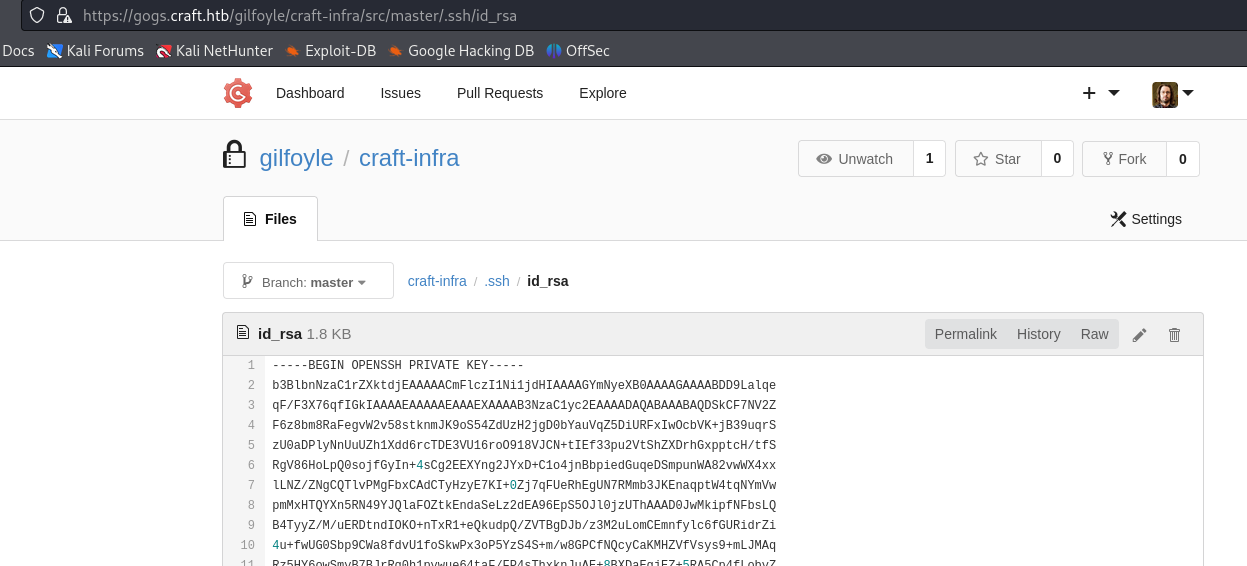 https://gogs.craft.htb/gilfoyle/craft-infra/src/master/.ssh/id_rsa
Docs Kali Forums Kali NetHunter Exploit-DB Google Hacking DB OffSec
Dashboard Issues Pull Requests Explore
gilfoyle / craft-infra Unwatch 1 Star 0 Fork 0
Files Settings
Branch: master craft-infra / .ssh / id_rsa
id_rsa 1.8 KB Permalink History Raw
1 -----BEGIN OPENSSH PRIVATE KEY-----
2 b3BlbnNzaC1rZXktdjEAAAAACmFlczI1Ni1jdHIAAAAGYmNyeXB0AAAAGAAAABDD9Lalqe
3 qF/F3X76qfIGkIAAAAEAAAAAEAAAEXAAAAB3NzaC1yc2EAAAADAQABAAABAQDSkCF7NV2Z
4 F6z8bm8RaFegvW2v58stknmJK9oS54ZdUzH2jgD0bYauVqZ5DiURFxIwOcbVK+jB39uqrS
5 zU0aDPlyNnUuUZh1Xdd6rcTDE3VU16roO918VJCN+tIEf33pu2VtShZXDrhGxpptcH/tfS
6 RgV86HoLpQ0sojfGyIn+4sCg2EEXYng2JYxD+C1o4jnBbpiedGuqeDSmpunWA82vwWX4xx
7 lLNZ/ZNgCQTlvPMgFbxCAdCTyHzyE7KI+0Zj7qFUeRhEgUN7RMmb3JKEnaqptW4tqNYmVw
8 pmMxHTQYXn5RN49YJQlaFOZtkEndaSeLz2dEA96EpS5OJl0jzUThAAAD0JwMkipfNFbsLQ
9 B4TyyZ/M/uERDtndIOKO+nTxR1+eQkudpQ/ZVTBgDJb/z3M2uLomCEmnfylc6fGURidrZi
10 4u+fwUG0Sbp9CWa8fdvU1foSkwPx3oP5YzS4S+m/w8GPCfNQcyCaKMHZVfVsys9+mLJMAq
11